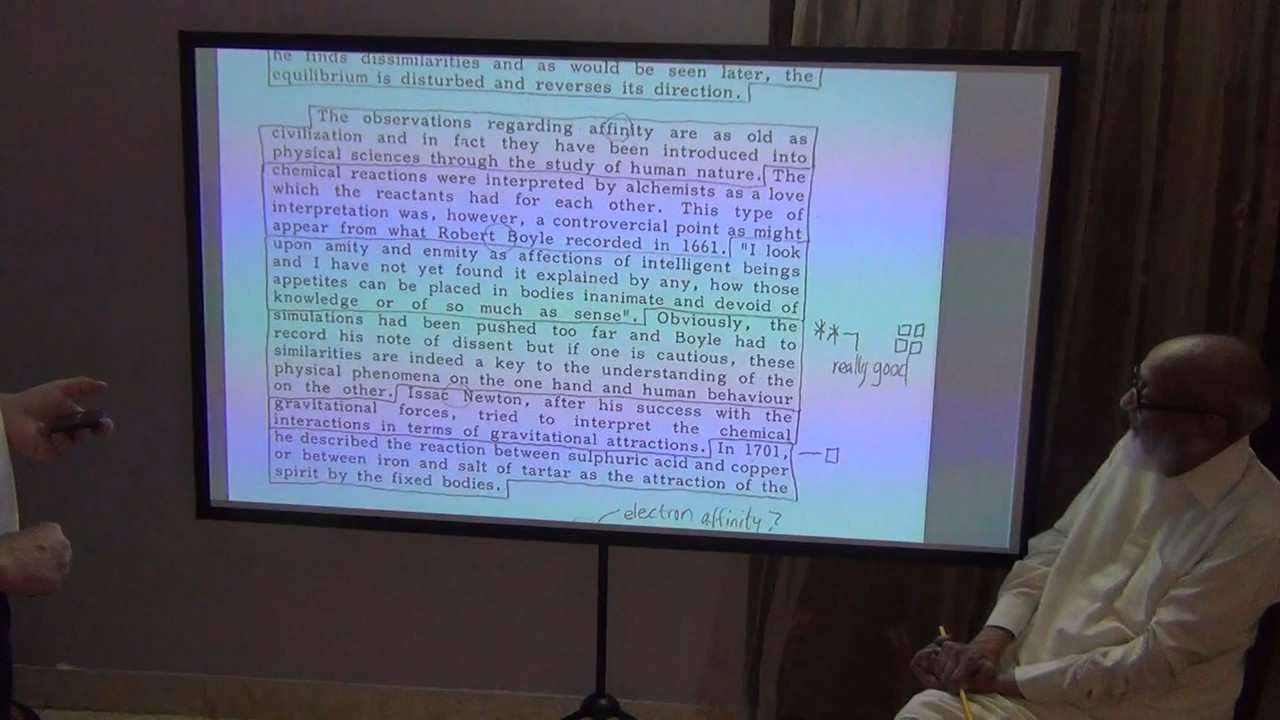 he finds dissimilarities and as would be seen later, the
equilibrium is disturbed and reverses its direction.
The observations regarding affinity are as old as
civilization and in fact they have been introduced into
physical sciences through the study of human nature. The
chemical reactions were interpreted by alchemists as a love
which the reactants had for each other. This type of
interpretation was, however, a controvercial point as might
appear from what Robert Boyle recorded in 1661. "I look
upon amity and enmity as affections of intelligent beings
and I have not yet found it explained by any, how those
appetites can be placed in bodies inanimate and devoid of
knowledge or of so much as sense". Obviously, the
simulations had been pushed too far and Boyle had to
record his note of dissent but if one is cautious, these
similarities are indeed a key to the understanding of the
physical phenomena on the one hand and human behaviour
on the other. Issac Newton, after his success with the
gravitational forces, tried to interpret the chemical
interactions in terms of gravitational attractions. In 1701,
he described the reaction between sulphuric acid and copper
or between iron and salt of tartar as the attraction of the
spirit by the fixed bodies.
really good
electron affinity?